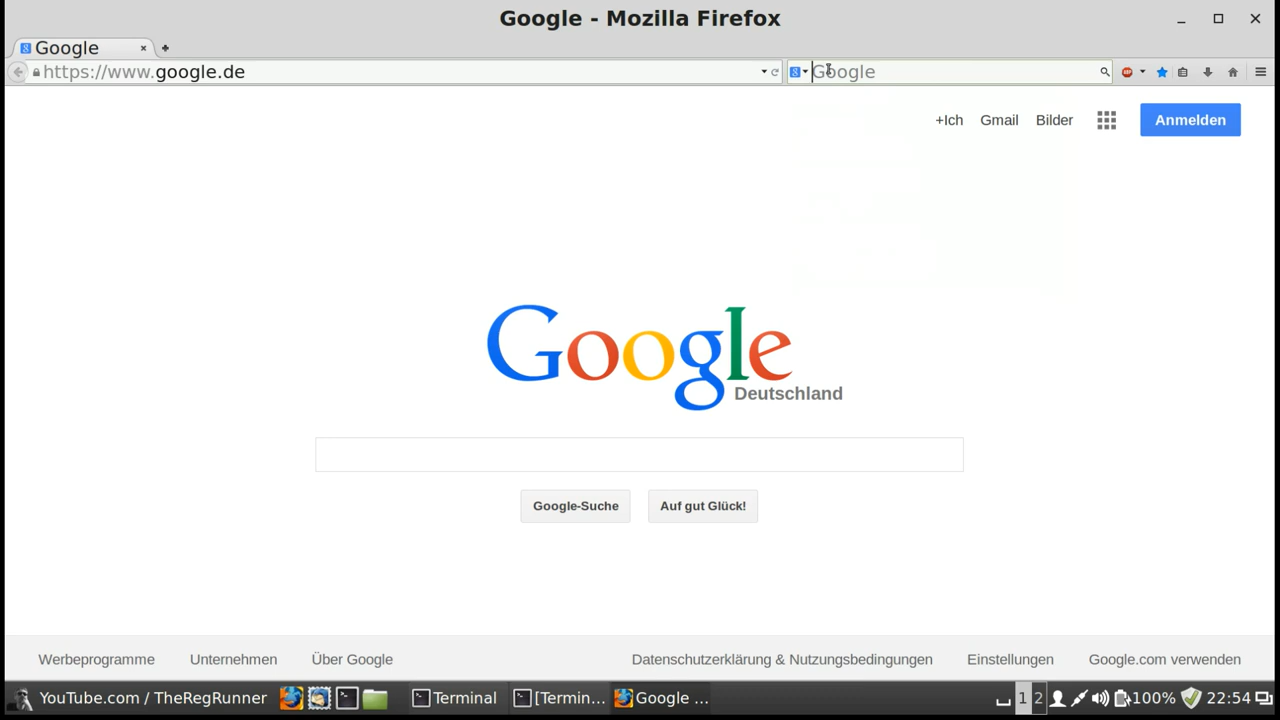 Google - Mozilla Firefox
Google
https://www.google.de
Google
+Ich Gmail Bilder Anmelden
Google
Deutschland
Google-Suche Auf gut Glück!
Werbeprogramme Unternehmen Über Google Datenschutzerklärung & Nutzungsbedingungen Einstellungen Google.com verwenden
YouTube.com / TheRegRunner Terminal [Termin... Google ... 1 2 100% 22:54